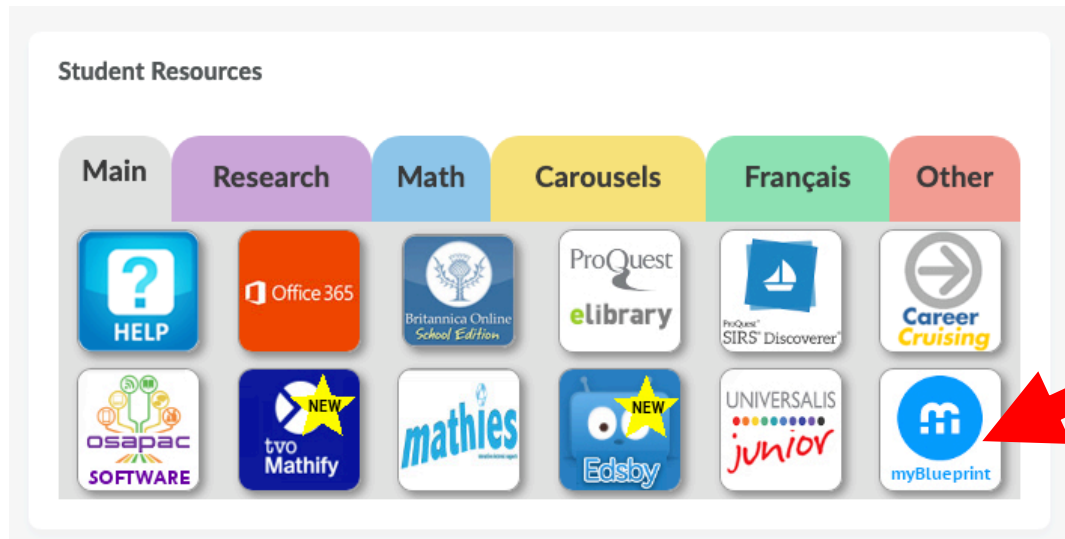 Student Resources
Main Research Math Carousels Français Other
?
HELP
Office 365
Britannica Online
School Edition
ProQuest
elibrary
ProQuest
SIRS Discoverer
Career
Cruising
osapac
SOFTWARE
NEW
tvo
Mathify
mathies
NEW
Edsby
UNIVERSALIS
junior
m
myBlueprint